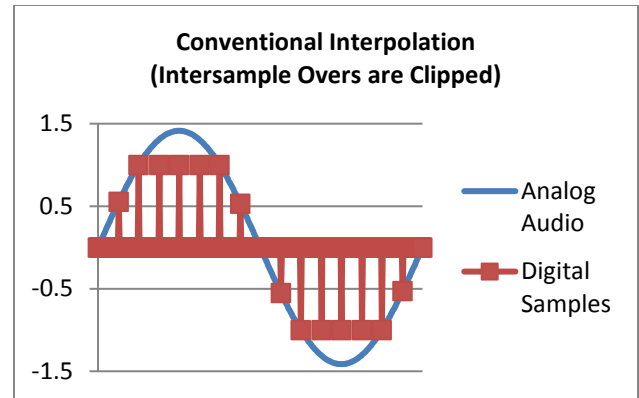 Conventional Interpolation
(Intersample Overs are Clipped)
1.5
0.5
-0.5
-1.5
Analog
Audio
Digital
Samples